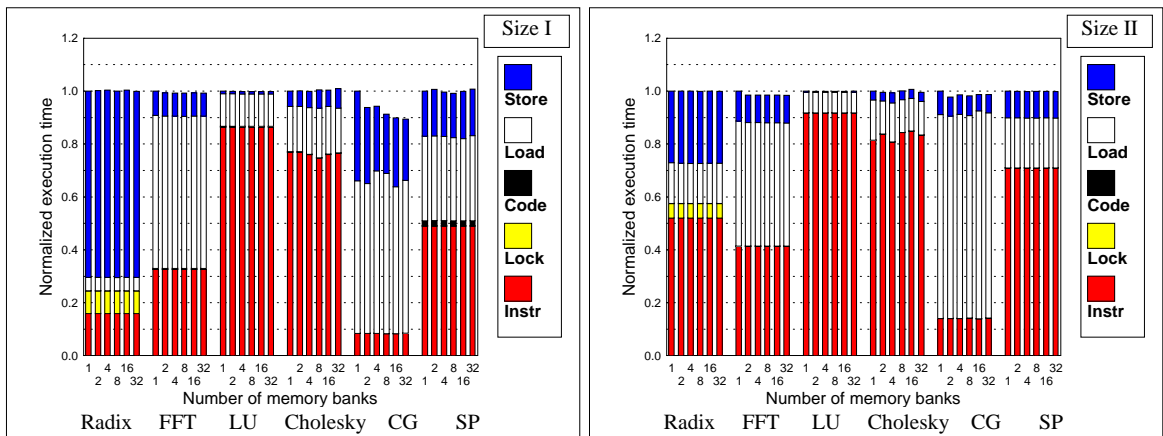 Size I
1.2
1.0
0.8
0.6
0.4
0.2
0.0
Normalized execution time
1 4 16 2 8 32 1 4 16 2 8 32 1 4 16 2 8 32
2 8 32 1 4 16 2 8 32 1 4 16 2 8 32 1 4 16
Number of memory banks
Radix FFT LU Cholesky CG SP
Store
Load
Code
Lock
Instr
Size II
1.2
1.0
0.8
0.6
0.4
0.2
0.0
Normalized execution time
1 4 16 2 8 32 1 4 16 2 8 32 1 4 16 2 8 32
2 8 32 1 4 16 2 8 32 1 4 16 2 8 32 1 4 16
Number of memory banks
Radix FFT LU Cholesky CG SP
Store
Load
Code
Lock
Instr